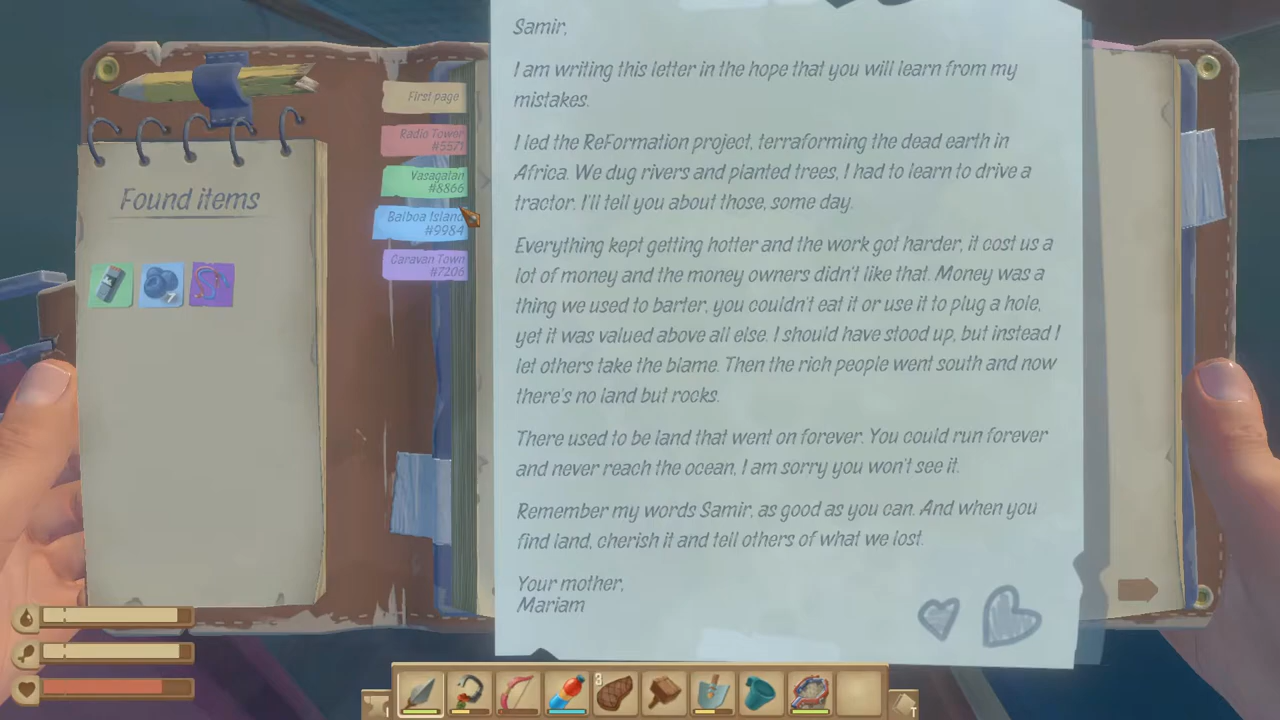 Found items
7
First page
Radio Tower
#5571
Vasagatan
#8866
Balboa Island
#9984
Caravan Town
#7206
Samir,
I am writing this letter in the hope that you will learn from my
mistakes.
I led the ReFormation project, terraforming the dead earth in
Africa. We dug rivers and planted trees, I had to learn to drive a
tractor. I'll tell you about those, some day.
Everything kept getting hotter and the work got harder, it cost us a
lot of money and the money owners didn't like that. Money was a
thing we used to barter, you couldn't eat it or use it to plug a hole,
yet it was valued above all else. I should have stood up, but instead I
let others take the blame. Then the rich people went south and now
there's no land but rocks.
There used to be land that went on forever. You could run forever
and never reach the ocean, I am sorry you won't see it.
Remember my words Samir, as good as you can. And when you
find land, cherish it and tell others of what we lost.
Your mother,
Mariam
3
T